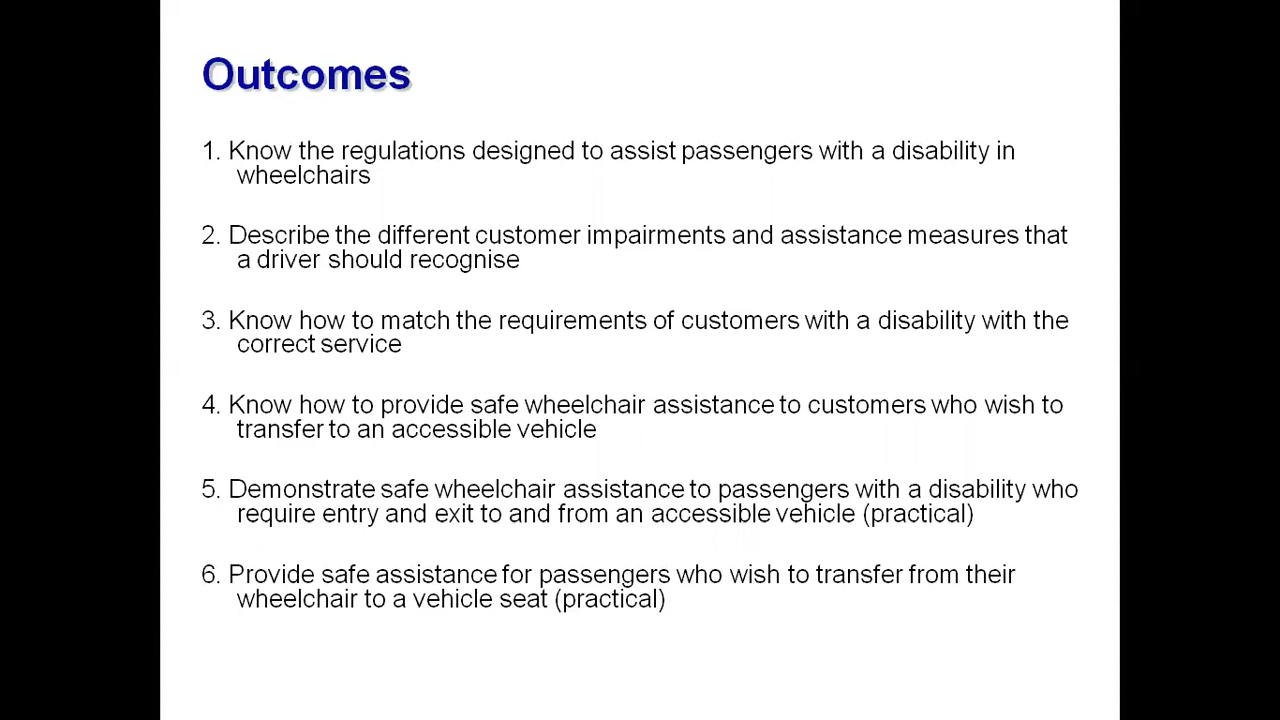 Outcomes
1. Know the regulations designed to assist passengers with a disability in
wheelchairs
2. Describe the different customer impairments and assistance measures that
a driver should recognise
3. Know how to match the requirements of customers with a disability with the
correct service
4. Know how to provide safe wheelchair assistance to customers who wish to
transfer to an accessible vehicle
5. Demonstrate safe wheelchair assistance to passengers with a disability who
require entry and exit to and from an accessible vehicle (practical)
6. Provide safe assistance for passengers who wish to transfer from their
wheelchair to a vehicle seat (practical)